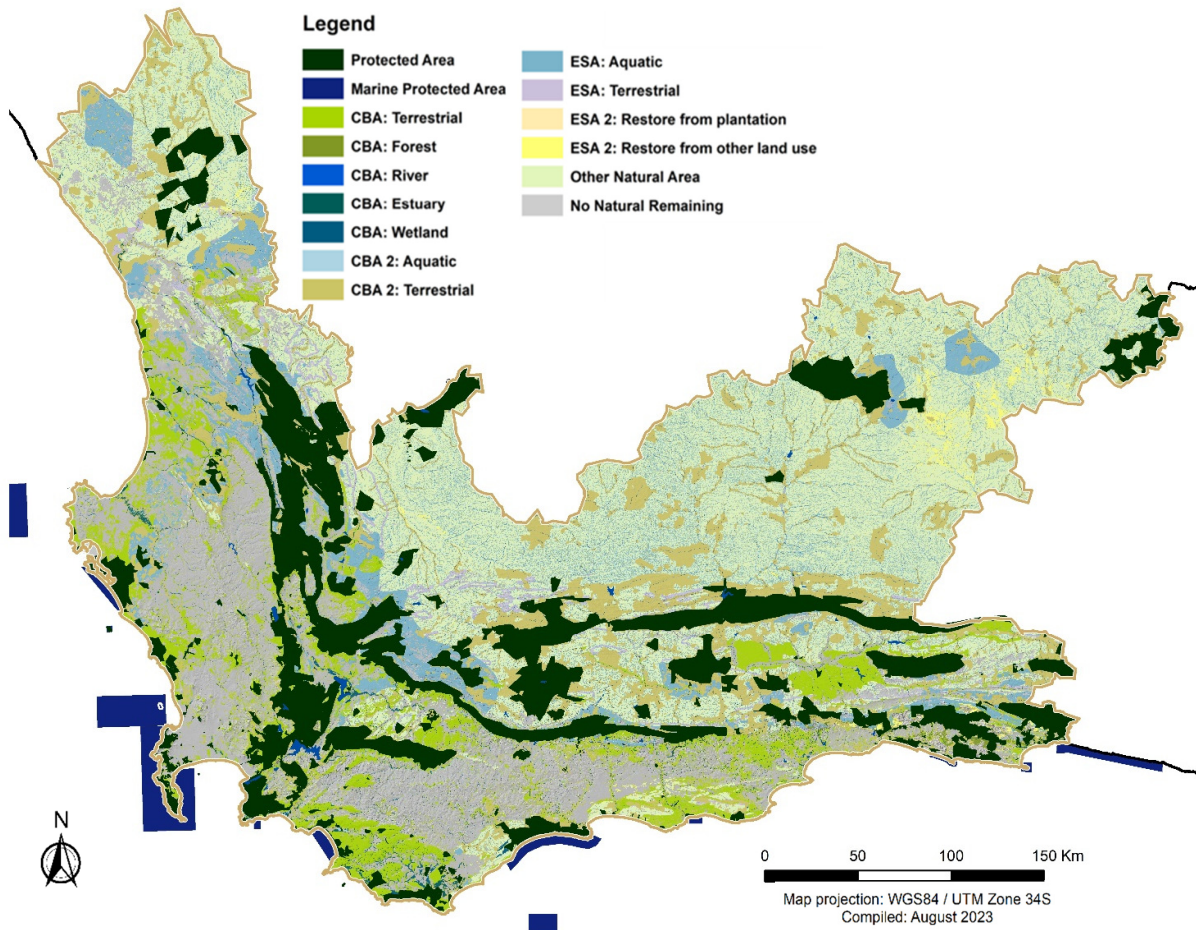 Legend
Protected Area
Marine Protected Area
CBA: Terrestrial
CBA: Forest
CBA: River
CBA: Estuary
CBA: Wetland
CBA 2: Aquatic
CBA 2: Terrestrial
ESA: Aquatic
ESA: Terrestrial
ESA 2: Restore from plantation
ESA 2: Restore from other land use
Other Natural Area
No Natural Remaining
N
0 50 100 150 Km
Map projection: WGS84 / UTM Zone 34S
Compiled: August 2023